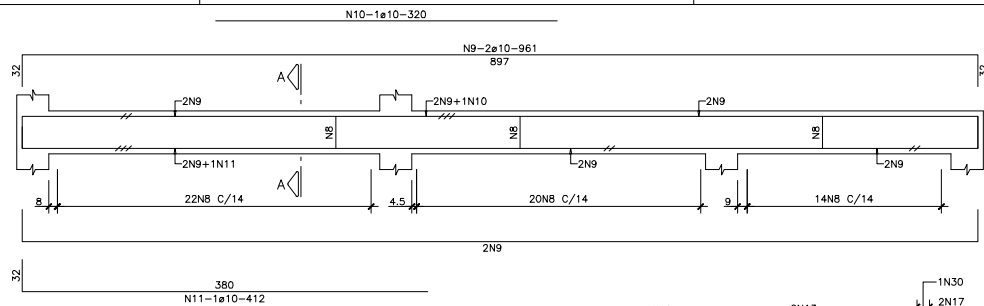 N10-1ø10-320
N9-2ø10-961
32
897
32
A
2N9
2N9+1N10
2N9
N8
N8
N8
2N9+1N11
2N9
2N9
A
8
22N8 C/14
4.5
20N8 C/14
9
14N8 C/14
2N9
32
380
N11-1ø10-412
1N30
2N17